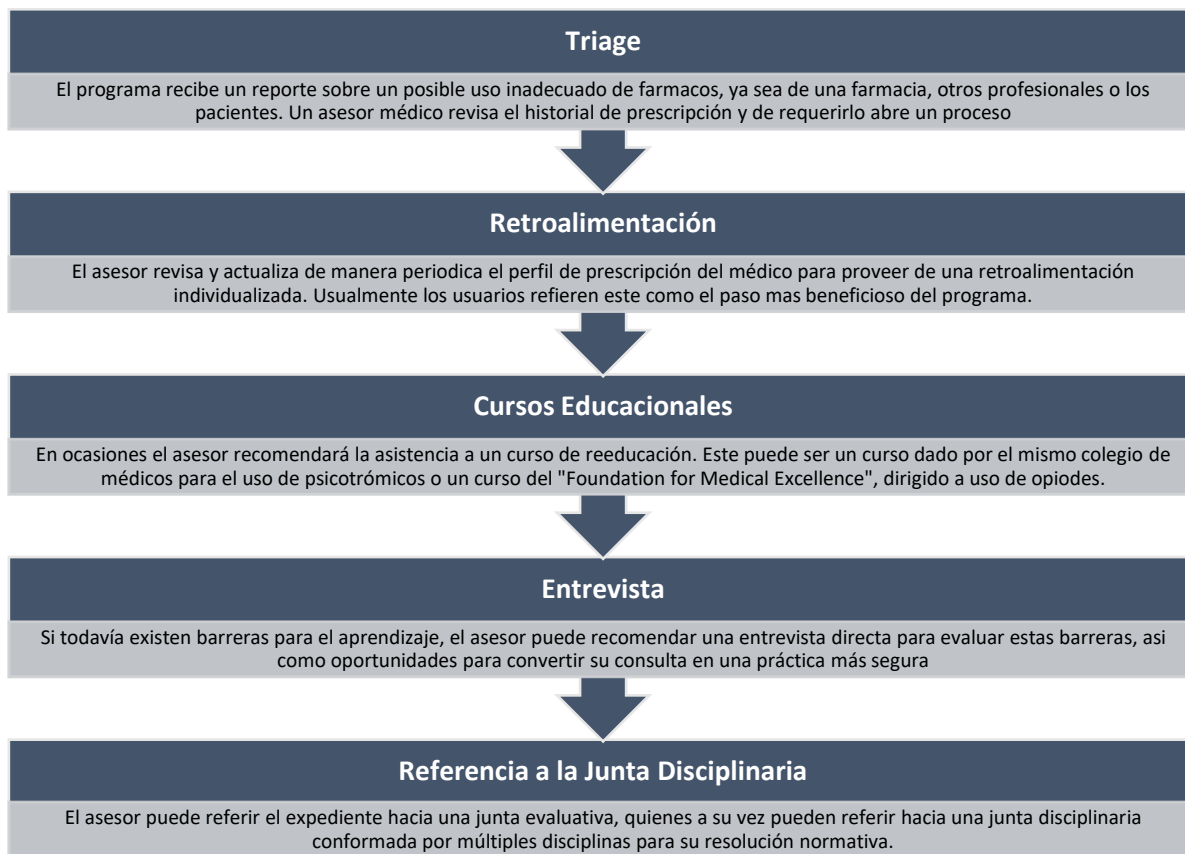 Triage
El programa recibe un reporte sobre un posible uso inadecuado de farmacos, ya sea de una farmacia, otros profesionales o los
pacientes. Un asesor médico revisa el historial de prescripción y de requerirlo abre un proceso
Retroalimentación
El asesor revisa y actualiza de manera periodica el perfil de prescripción del médico para proveer de una retroalimentación
individualizada. Usualmente los usuarios refieren este como el paso mas beneficioso del programa.
Cursos Educacionales
En ocasiones el asesor recomendará la asistencia a un curso de reeducación. Este puede ser un curso dado por el mismo colegio de
médicos para el uso de psicotrómicos o un curso del "Foundation for Medical Excellence", dirigido a uso de opiodes.
Entrevista
Si todavía existen barreras para el aprendizaje, el asesor puede recomendar una entrevista directa para evaluar estas barreras, asi
como oportunidades para convertir su consulta en una práctica más segura
Referencia a la Junta Disciplinaria
El asesor puede referir el expediente hacia una junta evaluativa, quienes a su vez pueden referir hacia una junta disciplinaria
conformada por múltiples disciplinas para su resolución normativa.